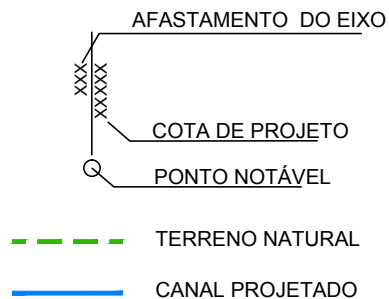 AFASTAMENTO DO EIXO
XXX
XXXXX
COTA DE PROJETO
PONTO NOTÁVEL
TERRENO NATURAL
CANAL PROJETADO